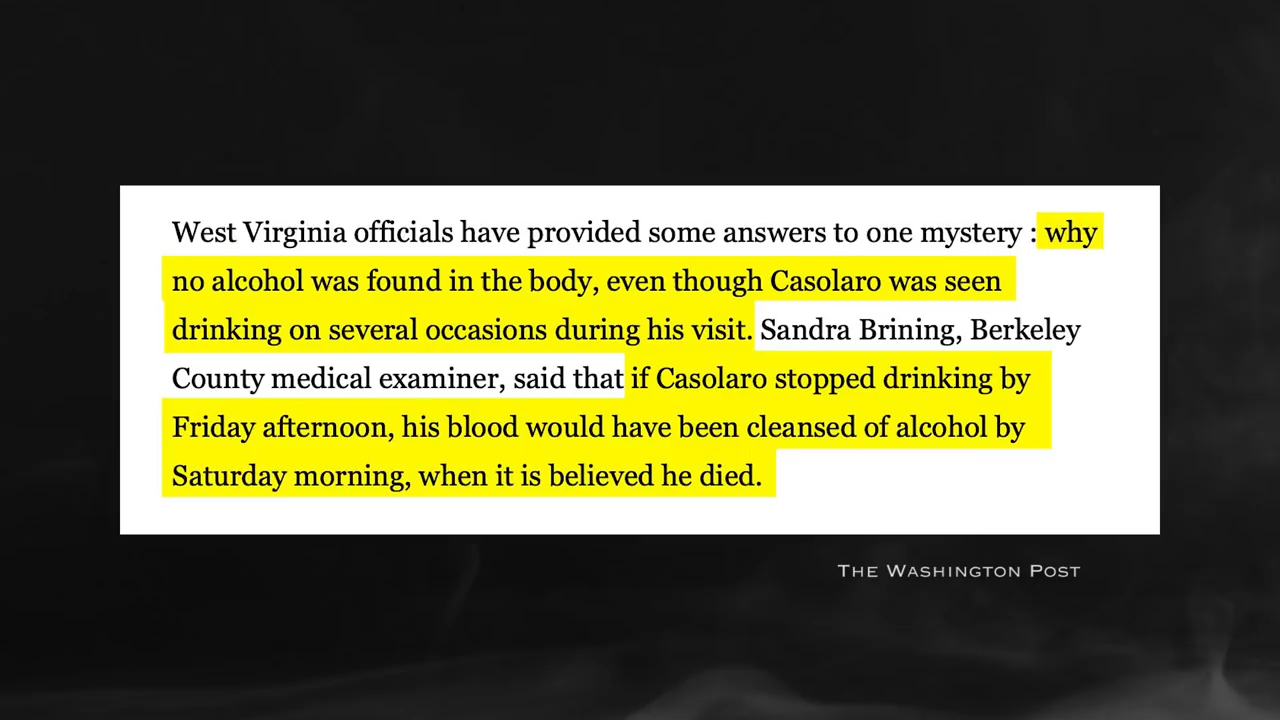 West Virginia officials have provided some answers to one mystery : why
no alcohol was found in the body, even though Casolaro was seen
drinking on several occasions during his visit. Sandra Brining, Berkeley
County medical examiner, said that if Casolaro stopped drinking by
Friday afternoon, his blood would have been cleansed of alcohol by
Saturday morning, when it is believed he died.
The Washington Post